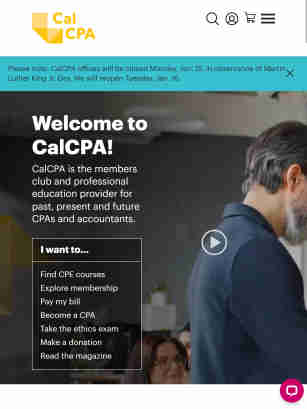 Cal
CPA
Please note: CalCPA offices will be closed Monday, Jan. 15, in observance of Martin
Luther King Jr. Day. We will reopen Tuesday, Jan. 16.
Welcome to
CalCPA!
CalCPA is the members
club and professional
education provider for
past, present and future
CPAs and accountants.
I want to...
Find CPE courses
Explore membership
Pay my bill
Become a CPA
Take the ethics exam
Make a donation
Read the magazine